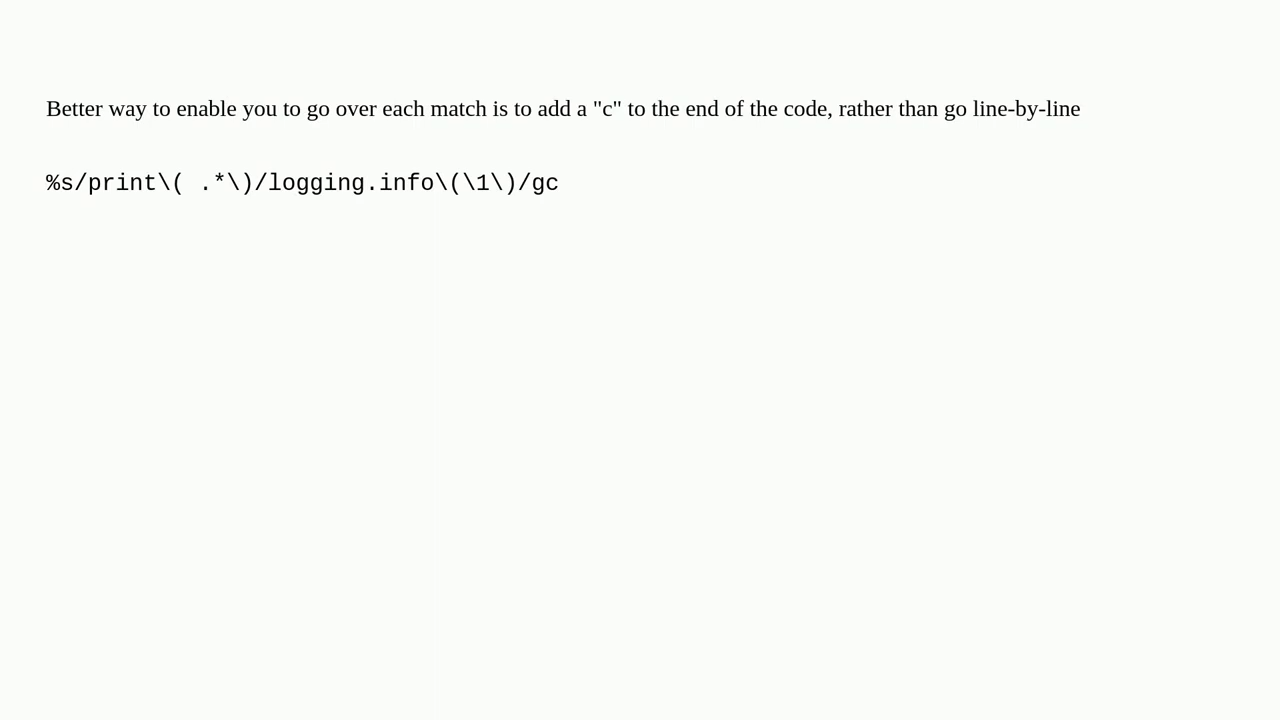 Better way to enable you to go over each match is to add a "c" to the end of the code, rather than go line-by-line
%s/print\( .*\)/logging.info\(\1\)/gc